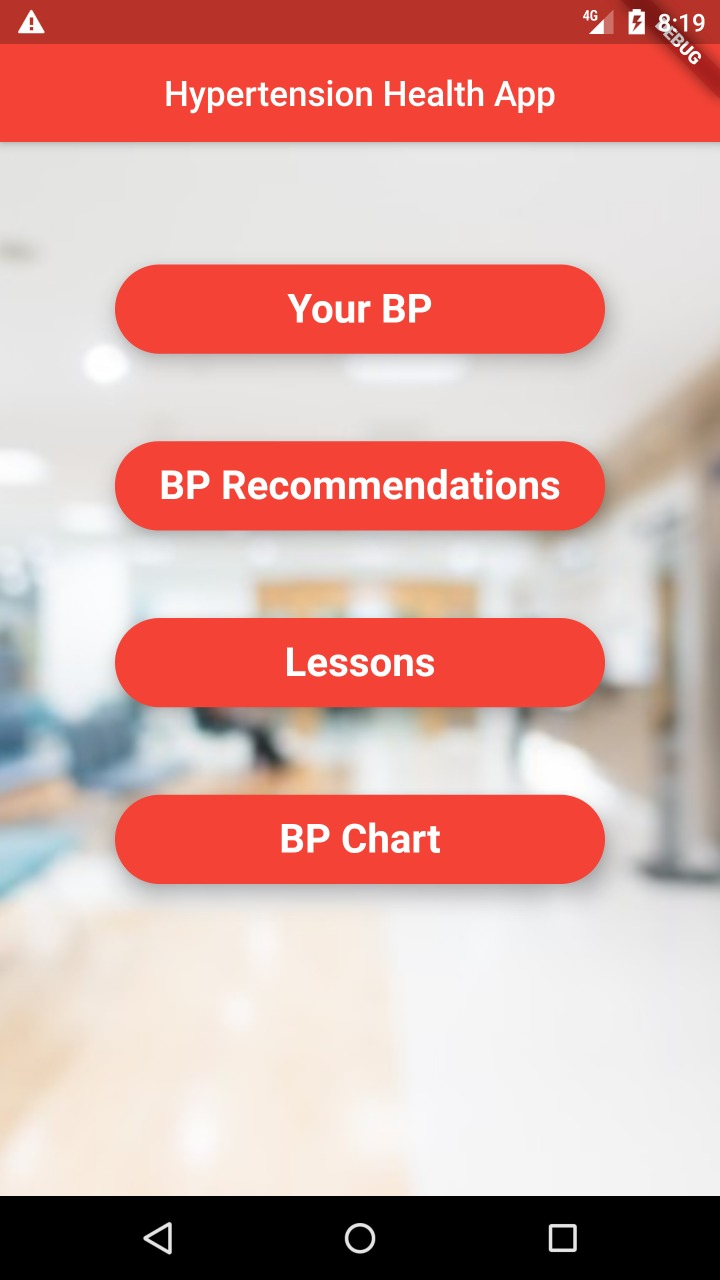 4G
8:19
DEBUG
Hypertension Health App
Your BP
BP Recommendations
Lessons
BP Chart